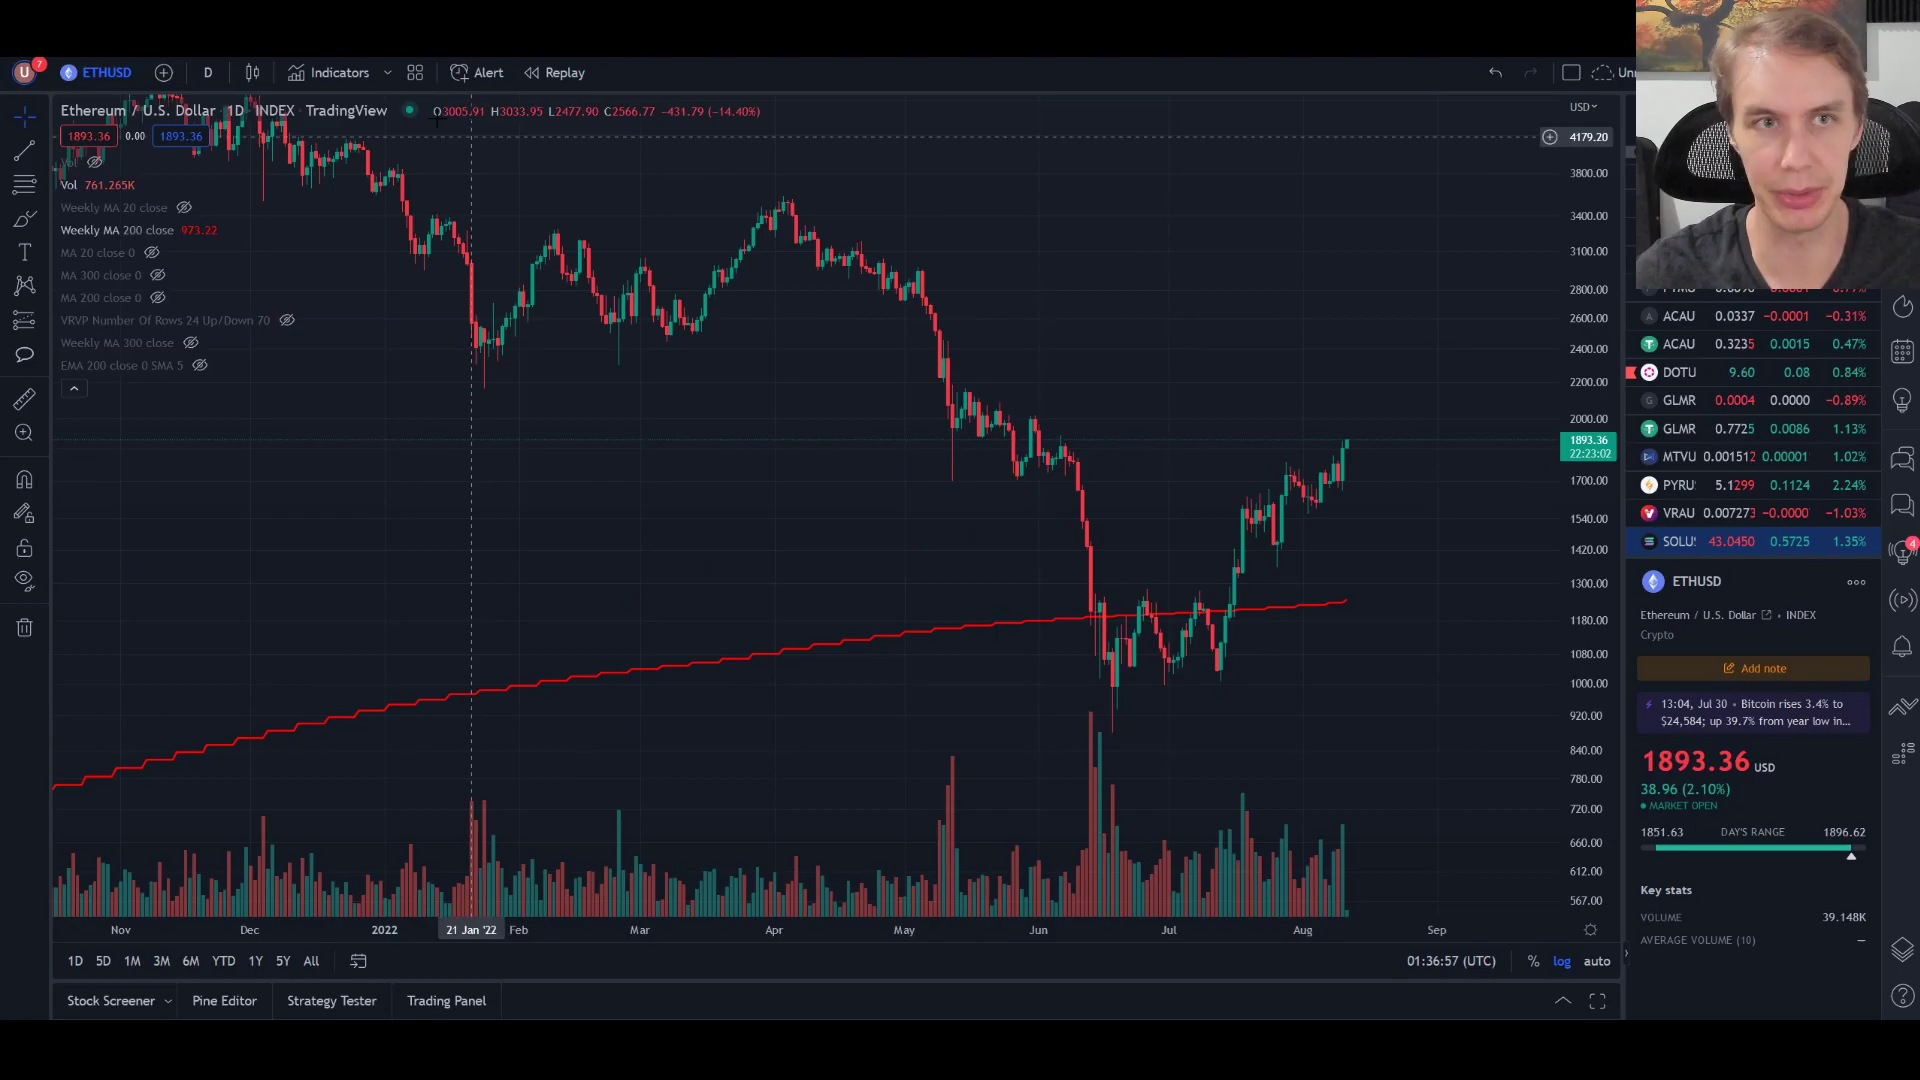 U 7 ETHUSD D Indicators Alert Replay
Ethereum / U.S. Dollar · 1D · INDEX · TradingView O3005.91 H3033.95 L2477.90 C2566.77 −431.79 (−14.40%)
1893.36 0.00 1893.36
Vol
Vol 761.265K
Weekly MA 20 close
Weekly MA 200 close 973.22
MA 20 close 0
MA 300 close 0
MA 200 close 0
VRVP Number Of Rows 24 Up/Down 70
Weekly MA 300 close
EMA 200 close 0 SMA 5
USD
4179.20
3800.00
3400.00
3100.00
2800.00
2600.00
2400.00
2200.00
2000.00
1893.36
22:23:02
1700.00
1540.00
1420.00
1300.00
1180.00
1080.00
1000.00
920.00
840.00
780.00
720.00
660.00
612.00
567.00
Nov Dec 2022 21 Jan '22 Feb Mar Apr May Jun Jul Aug Sep
1D 5D 1M 3M 6M YTD 1Y 5Y All 01:36:57 (UTC) % log auto
Stock Screener Pine Editor Strategy Tester Trading Panel
ACAU 0.0337 −0.0001 −0.31%
ACAU 0.3235 0.0015 0.47%
DOTU 9.60 0.08 0.84%
GLMR 0.0004 0.0000 −0.89%
GLMR 0.7725 0.0086 1.13%
MTVU 0.001512 0.00001 1.02%
PYRU 5.1299 0.1124 2.24%
VRAU 0.007273 −0.0000 −1.03%
SOLU 43.0450 0.5725 1.35%
4
ETHUSD
Ethereum / U.S. Dollar • INDEX
Crypto
Add note
13:04, Jul 30 • Bitcoin rises 3.4% to
$24,584; up 39.7% from year low in...
1893.36 USD
38.96 (2.10%)
MARKET OPEN
1851.63 DAY'S RANGE 1896.62
Key stats
VOLUME 39.148K
AVERAGE VOLUME (10) —